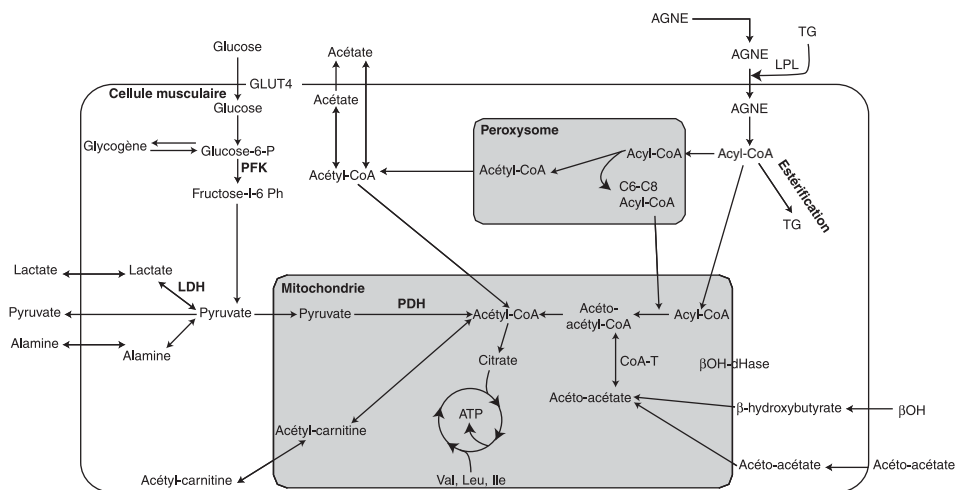 AGNE
TG
AGNE
LPL
Glucose
Acétate
GLUT4
Cellule musculaire
Glucose
Acétate
AGNE
Glycogène
Glucose-6-P
PFK
Fructose-I-6 Ph
Acétyl-CoA
Peroxysome
Acétyl-CoA
Acyl-CoA
C6-C8
Acyl-CoA
Acyl-CoA
Estérification
TG
Lactate
Lactate
LDH
Pyruvate
Pyruvate
Alamine
Alamine
Mitochondrie
Pyruvate
PDH
Acétyl-CoA
Acéto-
acétyl-CoA
Acyl-CoA
Citrate
CoA-T
βOH-dHase
ATP
Acéto-acétate
β-hydroxybutyrate
βOH
Acétyl-carnitine
Acétyl-carnitine
Val, Leu, Ile
Acéto-acétate
Acéto-acétate